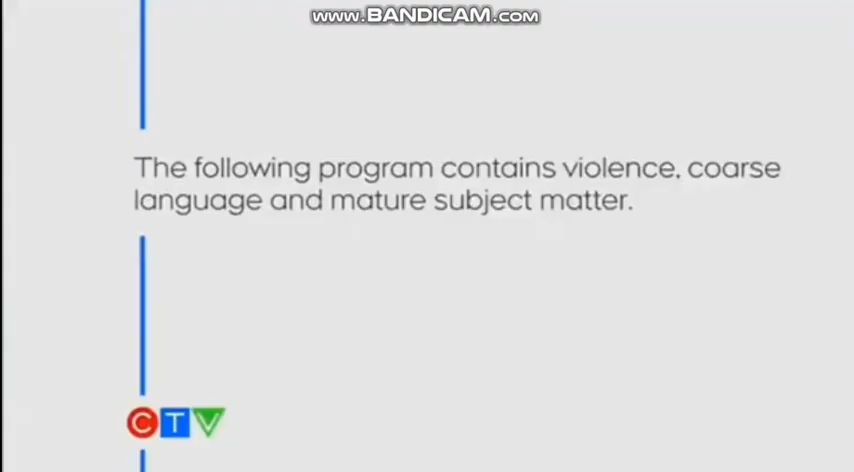 www.BANDICAM.com
The following program contains violence, coarse
language and mature subject matter.
CTV